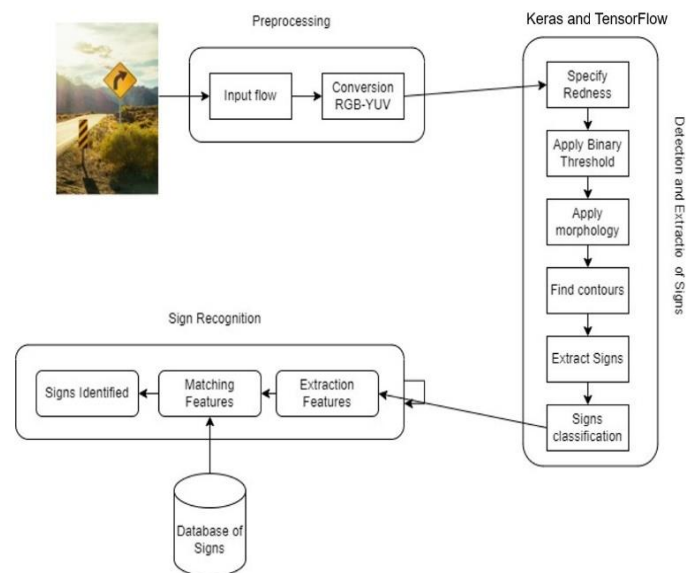 Preprocessing
Keras and TensorFlow
Input flow
Conversion
RGB-YUV
Specify
Redness
Apply Binary
Threshold
Apply
morphology
Find contours
Extract Signs
Signs
classification
Detection and Extractio of Signs
Sign Recognition
Extraction
Features
Matching
Features
Signs Identified
Database of
Signs